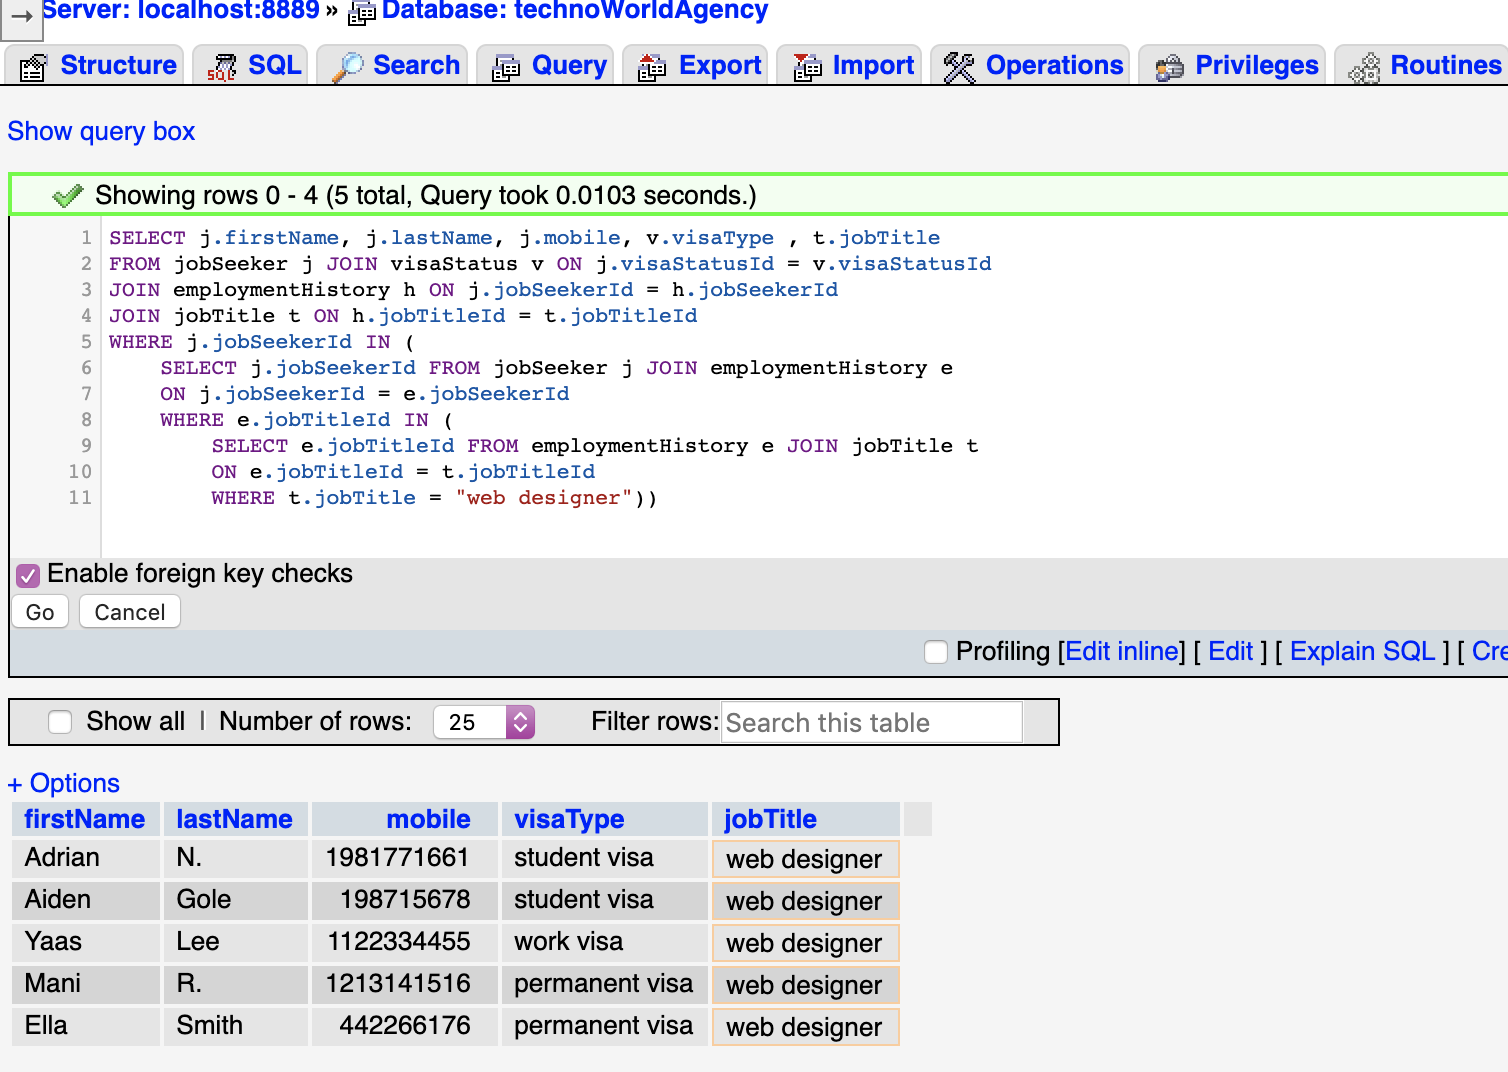 Server: localhost:8889 » Database: technoWorldAgency
Structure SQL Search Query Export Import Operations Privileges Routines
Show query box
Showing rows 0 - 4 (5 total, Query took 0.0103 seconds.)
1 SELECT j.firstName, j.lastName, j.mobile, v.visaType , t.jobTitle
2 FROM jobSeeker j JOIN visaStatus v ON j.visaStatusId = v.visaStatusId
3 JOIN employmentHistory h ON j.jobSeekerId = h.jobSeekerId
4 JOIN jobTitle t ON h.jobTitleId = t.jobTitleId
5 WHERE j.jobSeekerId IN (
6 SELECT j.jobSeekerId FROM jobSeeker j JOIN employmentHistory e
7 ON j.jobSeekerId = e.jobSeekerId
8 WHERE e.jobTitleId IN (
9 SELECT e.jobTitleId FROM employmentHistory e JOIN jobTitle t
10 ON e.jobTitleId = t.jobTitleId
11 WHERE t.jobTitle = "web designer"))
Enable foreign key checks
Go Cancel
Profiling [Edit inline] [ Edit ] [ Explain SQL ] [ Cre
Show all | Number of rows: 25 Filter rows: Search this table
+ Options
firstName lastName mobile visaType jobTitle
Adrian N. 1981771661 student visa web designer
Aiden Gole 198715678 student visa web designer
Yaas Lee 1122334455 work visa web designer
Mani R. 1213141516 permanent visa web designer
Ella Smith 442266176 permanent visa web designer